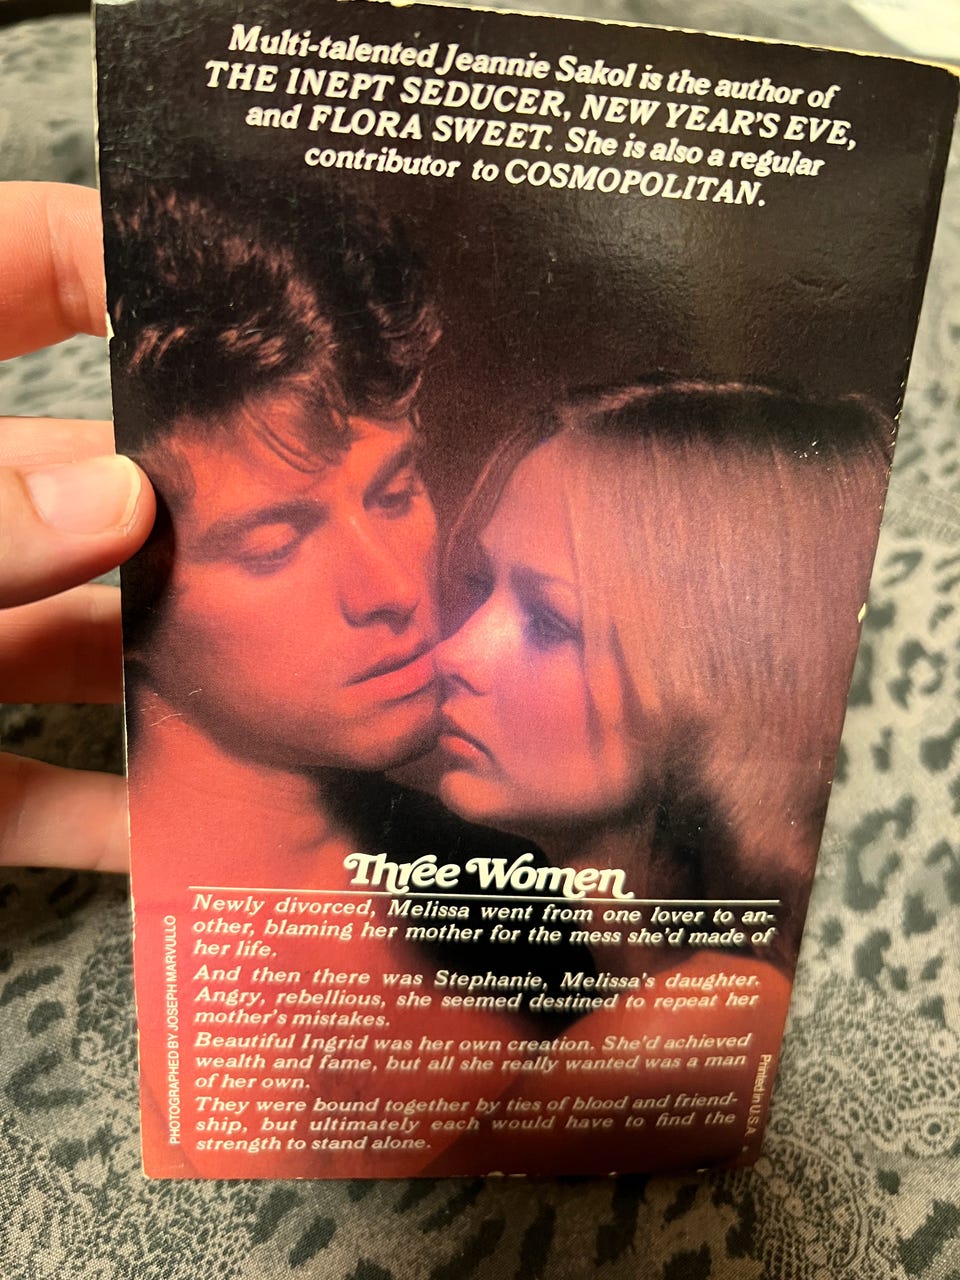 Multi-talented Jeannie Sakol is the author of
THE INEPT SEDUCER, NEW YEAR'S EVE,
and FLORA SWEET. She is also a regular
contributor to COSMOPOLITAN.
Three Women
Newly divorced, Melissa went from one lover to an-
other, blaming her mother for the mess she'd made of
her life.
And then there was Stephanie, Melissa's daughter.
Angry, rebellious, she seemed destined to repeat her
mother's mistakes.
Beautiful Ingrid was her own creation. She'd achieved
wealth and fame, but all she really wanted was a man
of her own.
They were bound together by ties of blood and friend-
ship, but ultimately each would have to find the
strength to stand alone.
PHOTOGRAPHED BY JOSEPH MARVULLO
Printed in U.S.A.